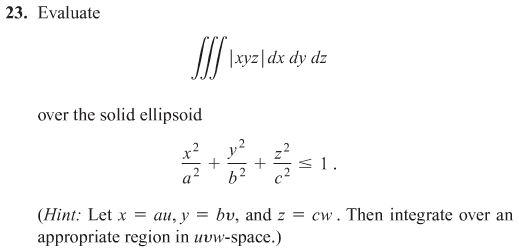 23. Evaluate
∭ |xyz| dx dy dz
over the solid ellipsoid
x²/a² + y²/b² + z²/c² ≤ 1.
(Hint: Let x = au, y = bv, and z = cw. Then integrate over an
appropriate region in uvw-space.)